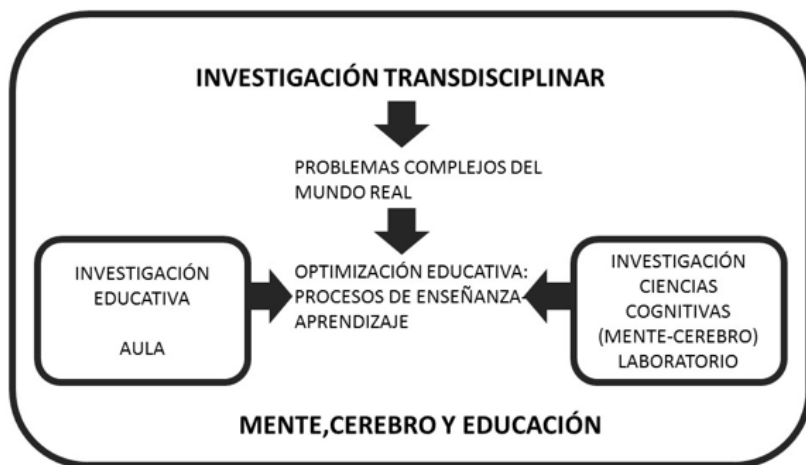 INVESTIGACIÓN TRANSDISCIPLINAR
PROBLEMAS COMPLEJOS DEL
MUNDO REAL
INVESTIGACIÓN
EDUCATIVA
AULA
OPTIMIZACIÓN EDUCATIVA:
PROCESOS DE ENSEÑANZA-
APRENDIZAJE
INVESTIGACIÓN
CIENCIAS
COGNITIVAS
(MENTE-CEREBRO)
LABORATORIO
MENTE,CEREBRO Y EDUCACIÓN